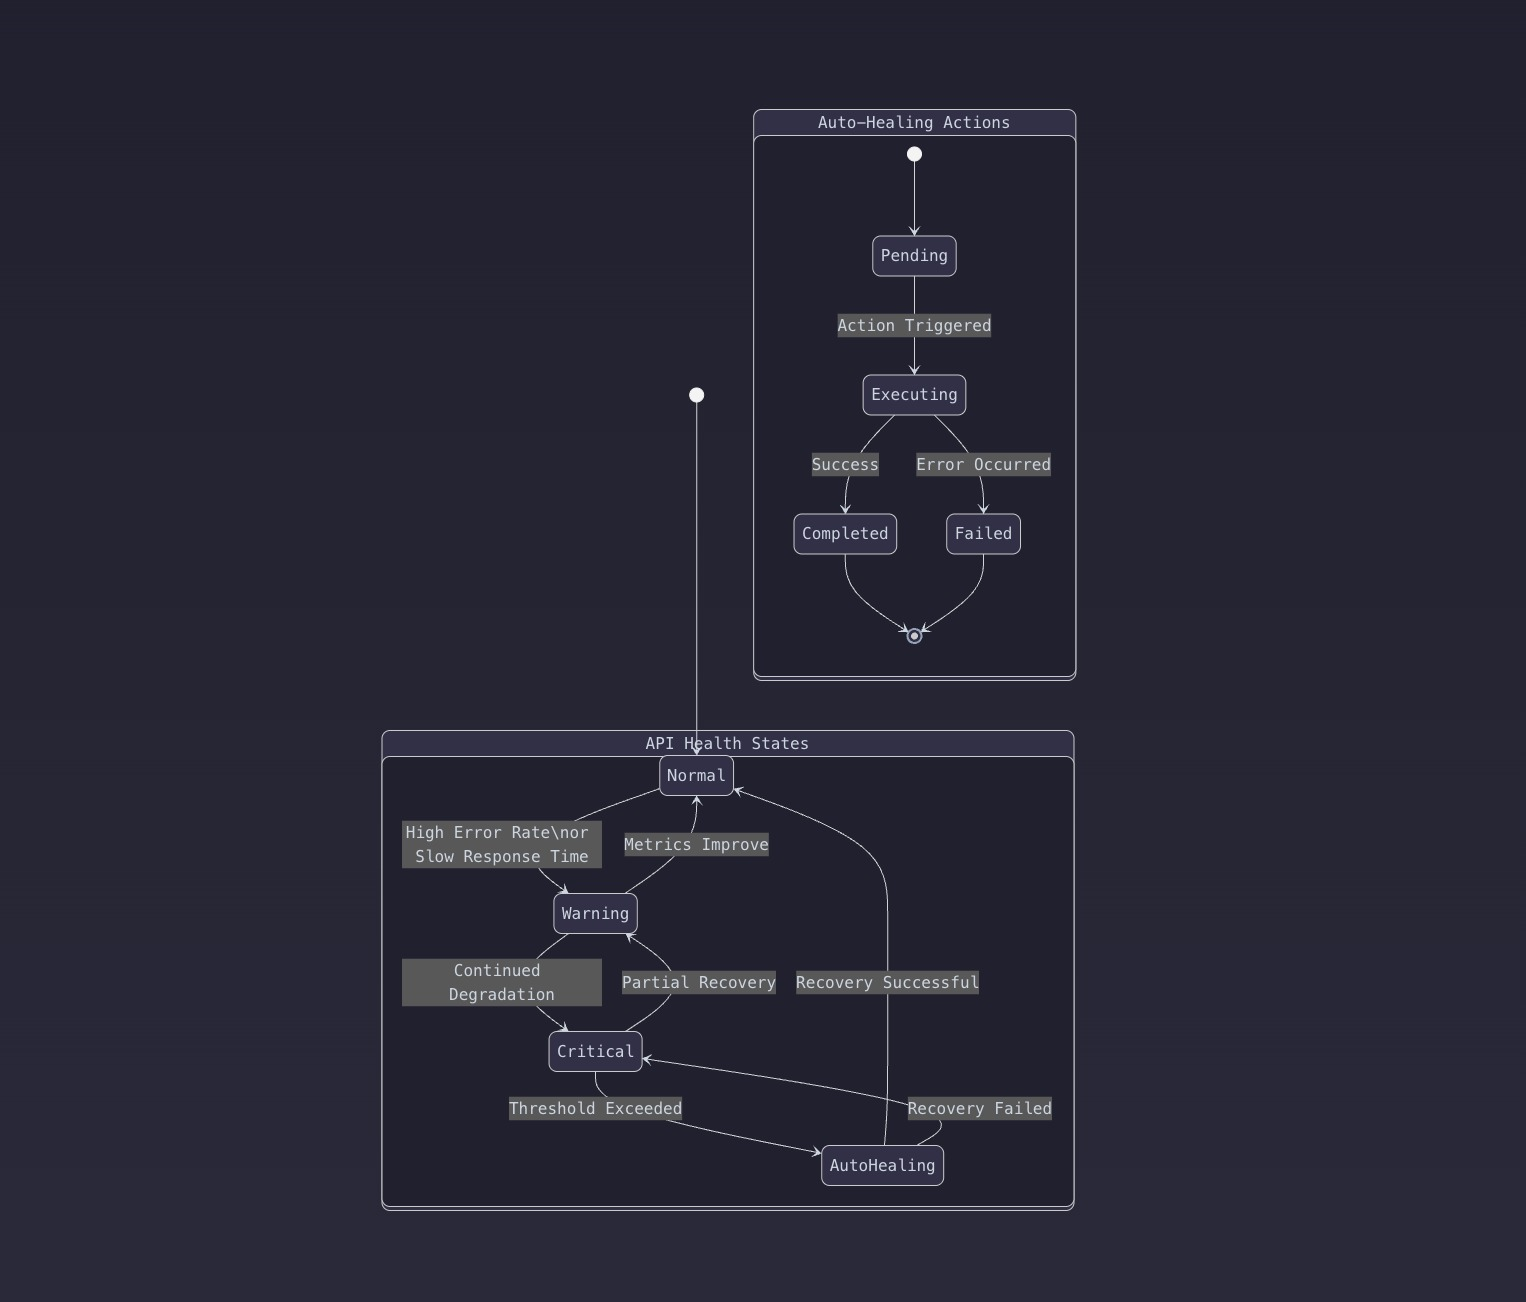 Auto-Healing Actions
Pending
Action Triggered
Executing
Success
Error Occurred
Completed
Failed
API Health States
Normal
High Error Rate\nor
Slow Response Time
Metrics Improve
Warning
Continued
Degradation
Partial Recovery
Recovery Successful
Critical
Threshold Exceeded
Recovery Failed
AutoHealing